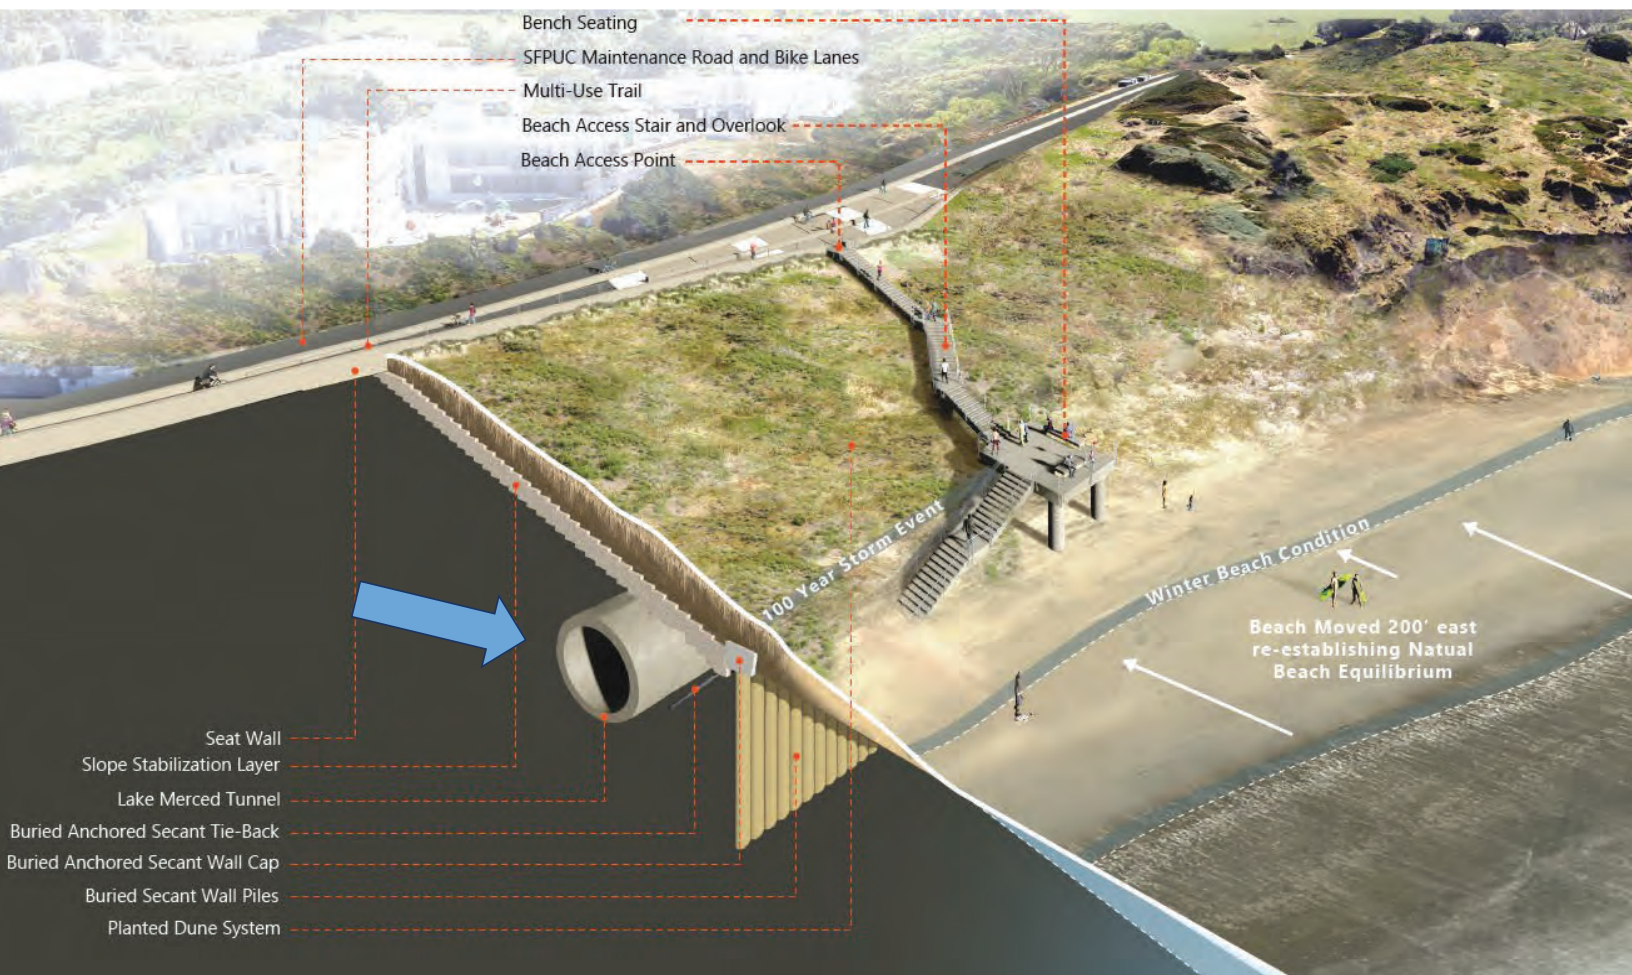 Bench Seating
SFPUC Maintenance Road and Bike Lanes
Multi-Use Trail
Beach Access Stair and Overlook
Beach Access Point
100 Year Storm Event
Winter Beach Condition
Beach Moved 200' east
re-establishing Natual
Beach Equilibrium
Seat Wall
Slope Stabilization Layer
Lake Merced Tunnel
Buried Anchored Secant Tie-Back
Buried Anchored Secant Wall Cap
Buried Secant Wall Piles
Planted Dune System